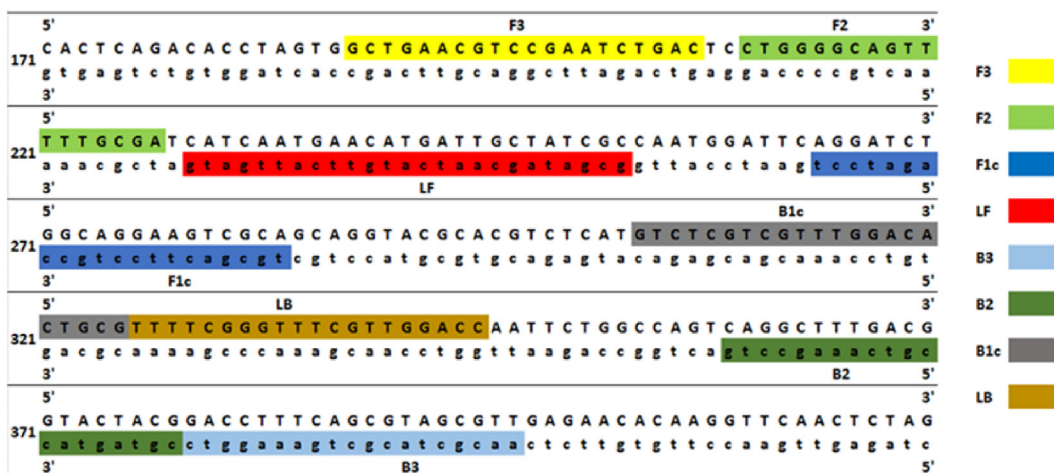 5' F3 F2 3'
C A C T C A G A C A C C T A G T G G C T G A A C G T C C G A A T C T G A C T C C T G G G G C A G T T
171
g t g a g t c t g t g g a t c a c c g a c t t g c a g g c t t a g a c t g a g g a c c c c g t c a a
3' 5'
5' 3'
T T T G C G A T C A T C A A T G A A C A T G A T T G C T A T C G C C A A T G G A T T C A G G A T C T
221
a a a c g c t a g t a g t t a c t t g t a c t a a c g a t a g c g g t t a c c t a a g t c c t a g a
3' LF 5'
5' B1c 3'
G G C A G G A A G T C G C A G C A G G T A C G C A C G T C T C A T G T C T C G T C G T T T G G A C A
271
c c g t c c t t c a g c g t c g t c c a t g c g t g c a g a g t a c a g a g c a g c a a a c c t g t
3' F1c 5'
5' LB 3'
C T G C G T T T T C G G G T T T C G T T G G A C C A A T T C T G G C C A G T C A G G C T T T G A C G
321
g a c g c a a a a g c c c a a a g c a a c c t g g t t a a g a c c g g t c a g t c c g a a a c t g c
3' B2 5'
5' 3'
G T A C T A C G G A C C T T T C A G C G T A G C G T T G A G A A C A C A A G G T T C A A C T C T A G
371
c a t g a t g c c t g g a a a g t c g c a t c g c a a c t c t t g t g t t c c a a g t t g a g a t c
3' B3 5'
F3
F2
F1c
LF
B3
B2
B1c
LB